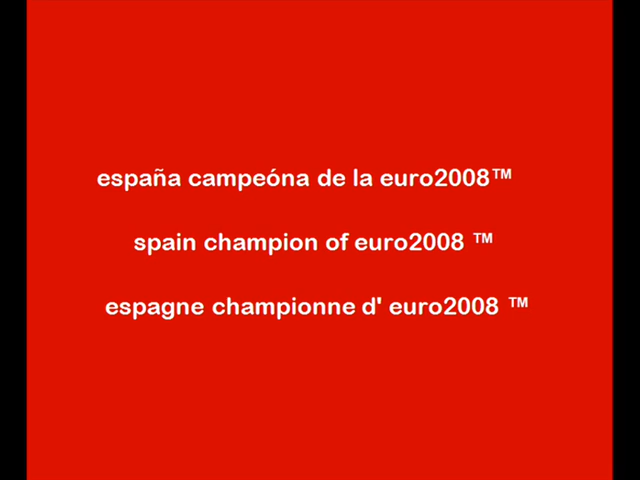 españa campeóna de la euro2008™
spain champion of euro2008 ™
espagne championne d' euro2008 ™